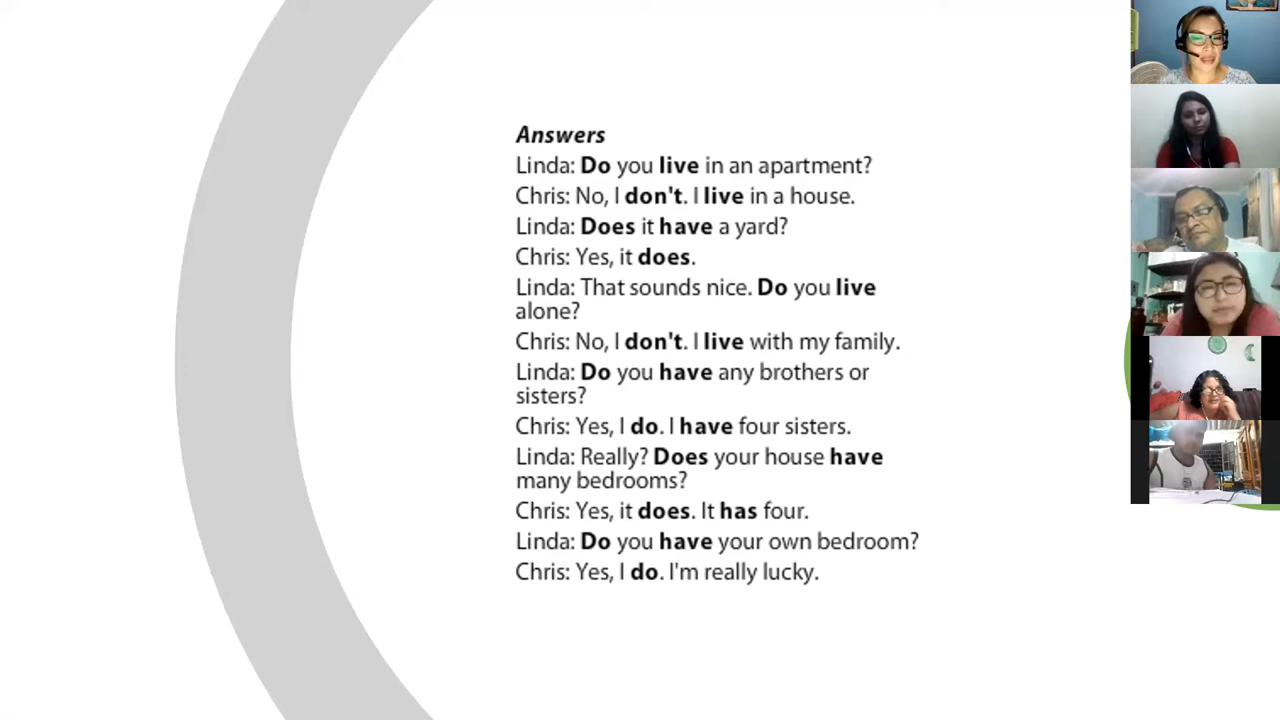 Answers
Linda: Do you live in an apartment?
Chris: No, I don't. I live in a house.
Linda: Does it have a yard?
Chris: Yes, it does.
Linda: That sounds nice. Do you live
alone?
Chris: No, I don't. I live with my family.
Linda: Do you have any brothers or
sisters?
Chris: Yes, I do. I have four sisters.
Linda: Really? Does your house have
many bedrooms?
Chris: Yes, it does. It has four.
Linda: Do you have your own bedroom?
Chris: Yes, I do. I'm really lucky.